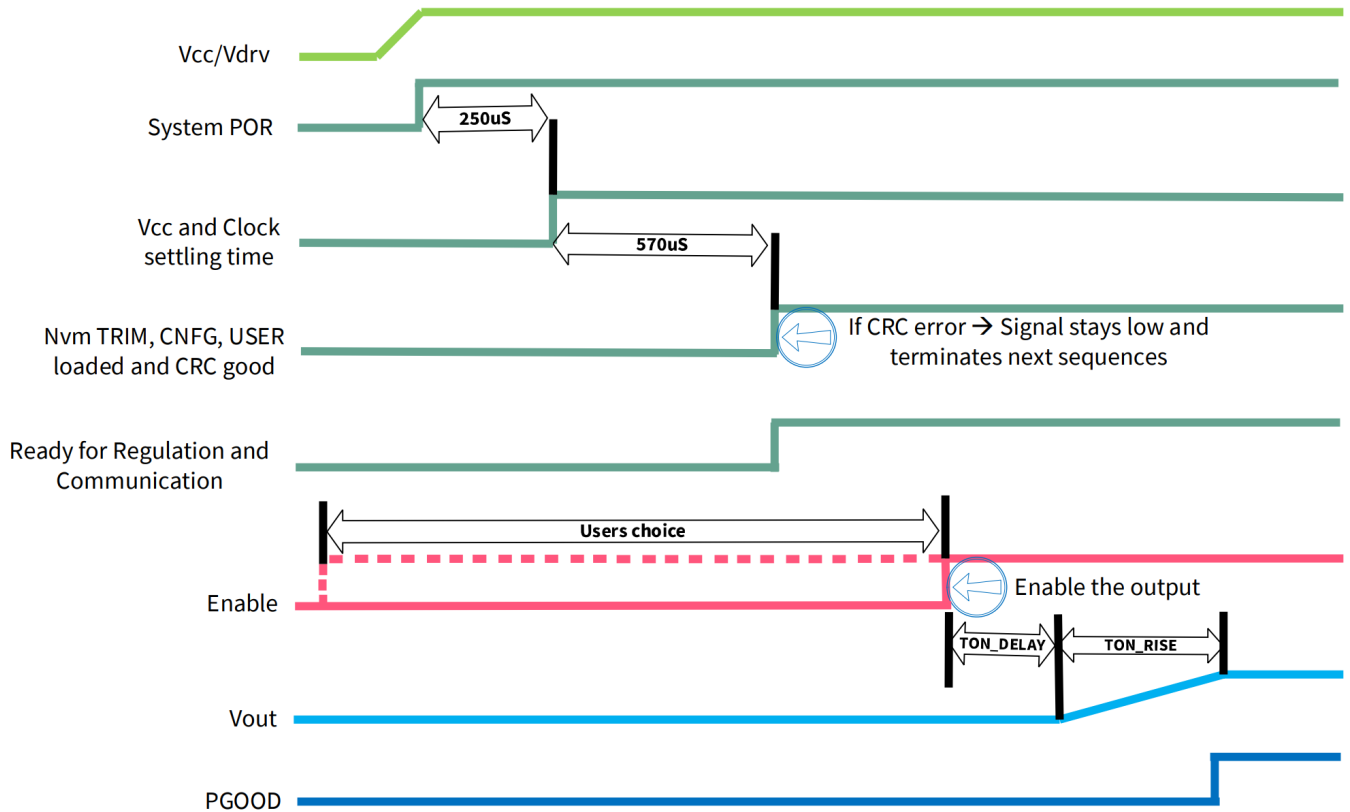 Vcc/Vdrv
System POR
250uS
Vcc and Clock
settling time
570uS
Nvm TRIM, CNFG, USER
loaded and CRC good
If CRC error → Signal stays low and
terminates next sequences
Ready for Regulation and
Communication
Users choice
Enable
Enable the output
TON_DELAY
TON_RISE
Vout
PGOOD